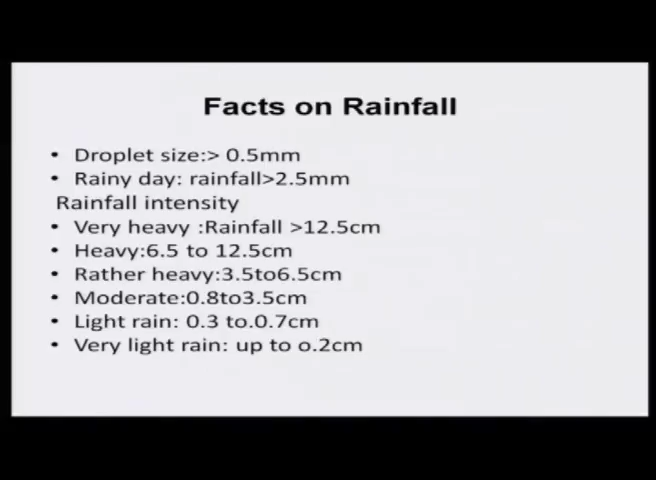 Facts on Rainfall
• Droplet size:> 0.5mm
• Rainy day: rainfall>2.5mm
Rainfall intensity
• Very heavy :Rainfall >12.5cm
• Heavy:6.5 to 12.5cm
• Rather heavy:3.5to6.5cm
• Moderate:0.8to3.5cm
• Light rain: 0.3 to.0.7cm
• Very light rain: up to o.2cm